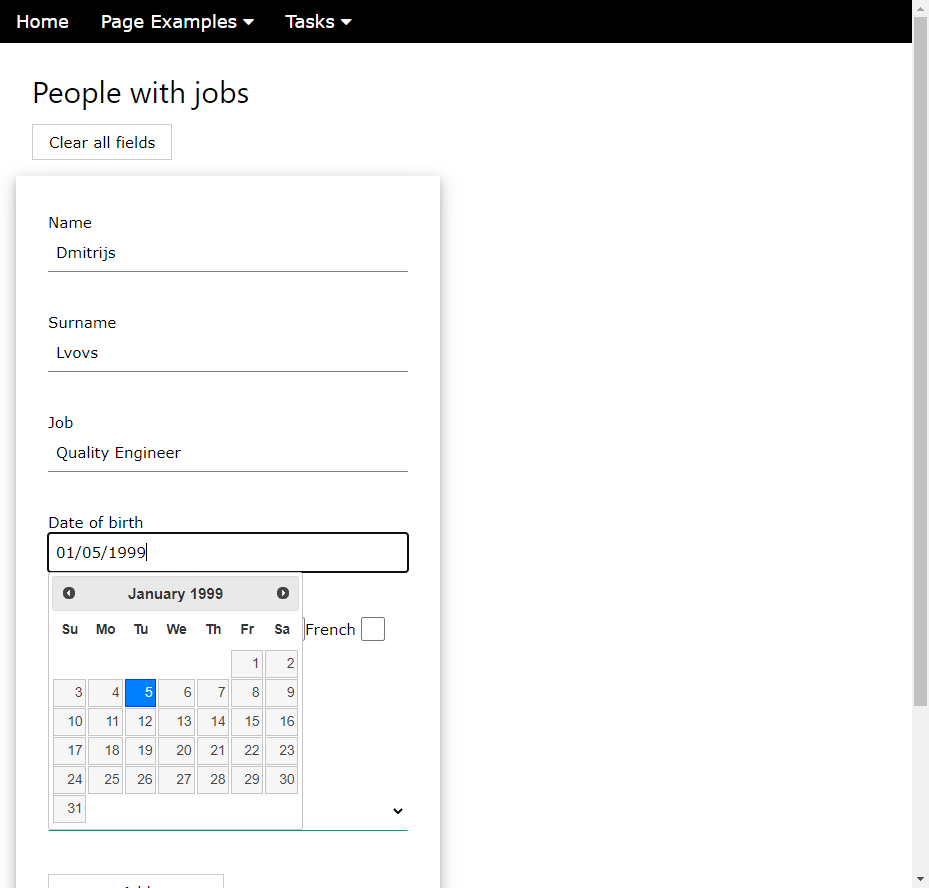 Home Page Examples Tasks
People with jobs
Clear all fields
Name
Dmitrijs
Surname
Lvovs
Job
Quality Engineer
Date of birth
01/05/1999
January 1999
Su Mo Tu We Th Fr Sa
French
1 2
3 4 5 6 7 8 9
10 11 12 13 14 15 16
17 18 19 20 21 22 23
24 25 26 27 28 29 30
31